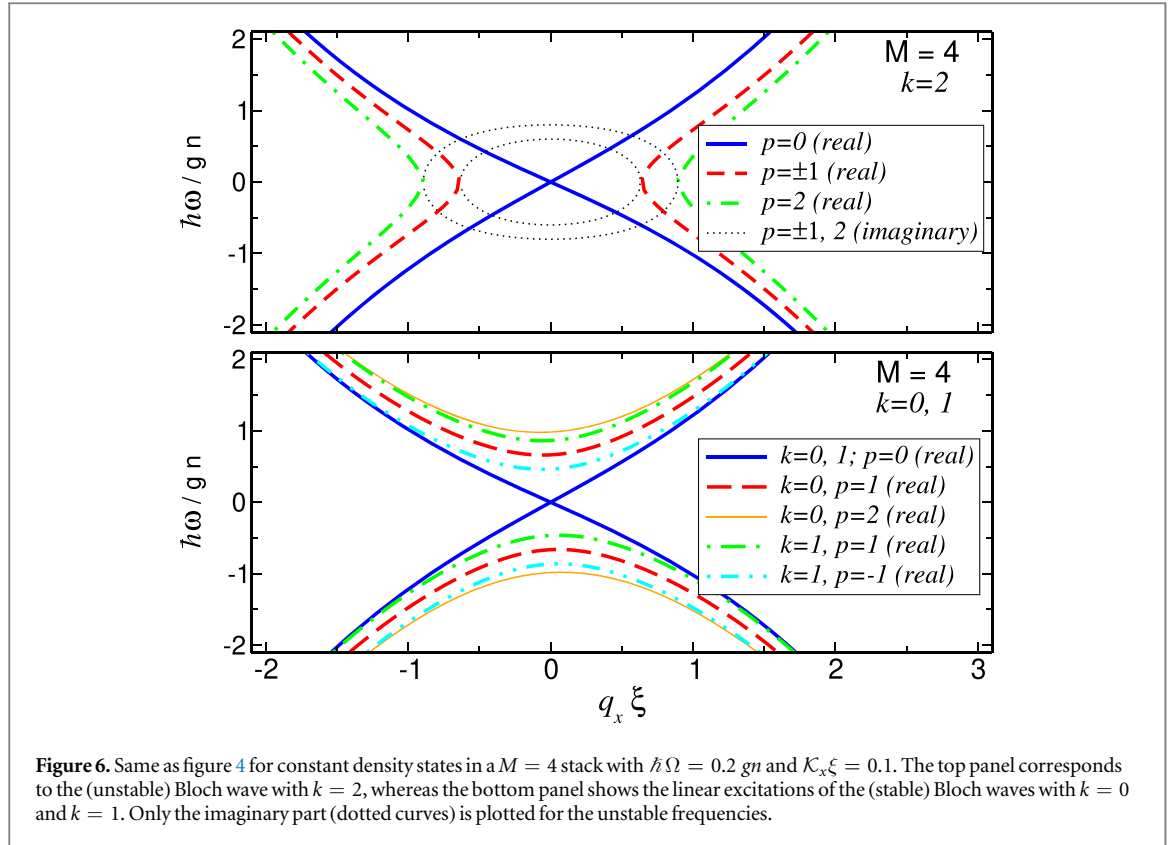 2
1
0
-1
-2
ħω / g n
M = 4
k=2
p=0 (real)
p=±1 (real)
p=2 (real)
p=±1, 2 (imaginary)
2
1
0
-1
-2
ħω / g n
M = 4
k=0, 1
k=0, 1; p=0 (real)
k=0, p=1 (real)
k=0, p=2 (real)
k=1, p=1 (real)
k=1, p=-1 (real)
-2 -1 0 1 2 3
qₓ ξ
Figure 6. Same as figure 4 for constant density states in a M = 4 stack with ħ Ω = 0.2 gn and 𝒦ₓξ = 0.1. The top panel corresponds
to the (unstable) Bloch wave with k = 2, whereas the bottom panel shows the linear excitations of the (stable) Bloch waves with k = 0
and k = 1. Only the imaginary part (dotted curves) is plotted for the unstable frequencies.